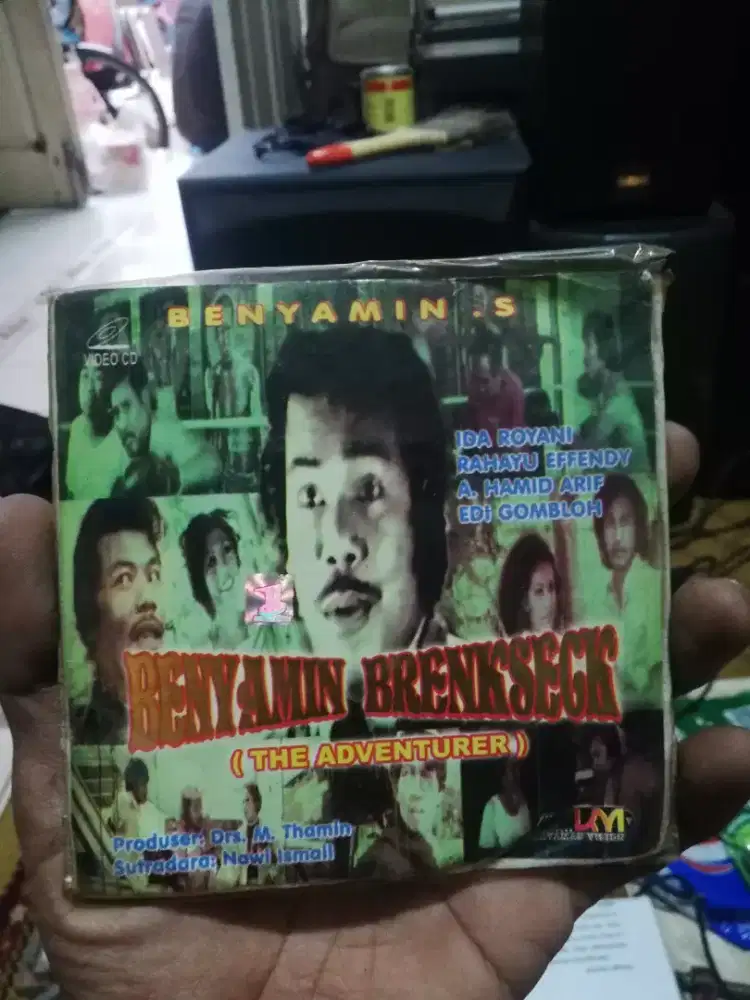 BENYAMIN .S
VIDEO CD
IDA ROYANI
RAHAYU EFFENDY
A. HAMID ARIF
EDi GOMBLOH
1
BENYAMIN BRENKSECK
( THE ADVENTURER )
Produser: Drs. M. Thamin
Sutradara: Nawi Ismail